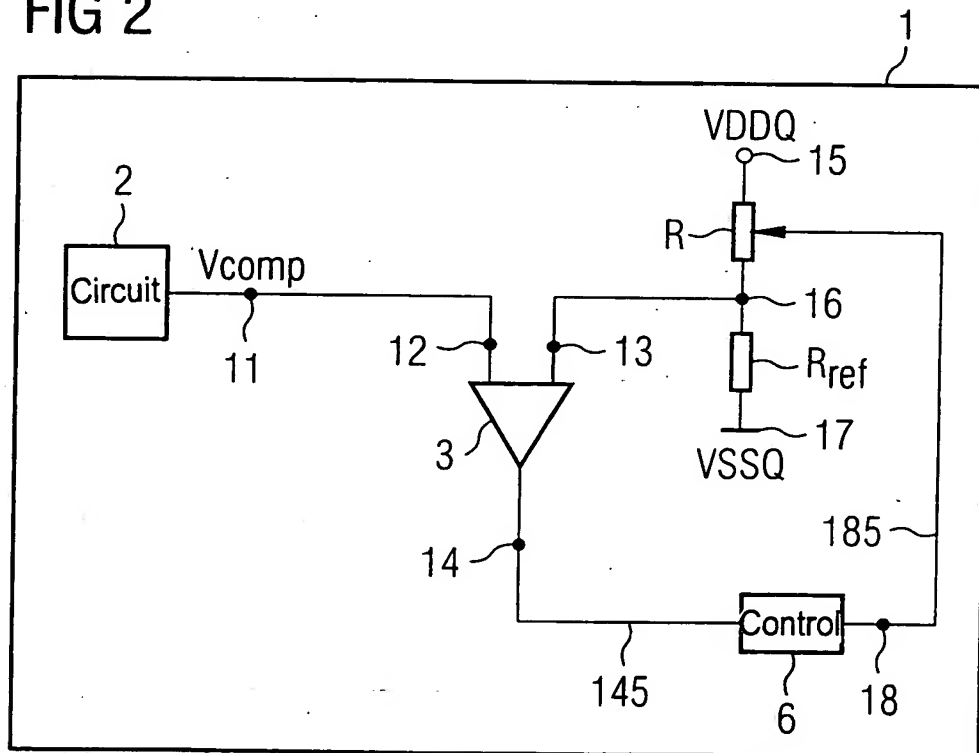 FIG 2
1
VDDQ
15
2
R
Circuit
Vcomp
16
11
12
13
Rref
3
17
VSSQ
185
14
Control
145
6
18